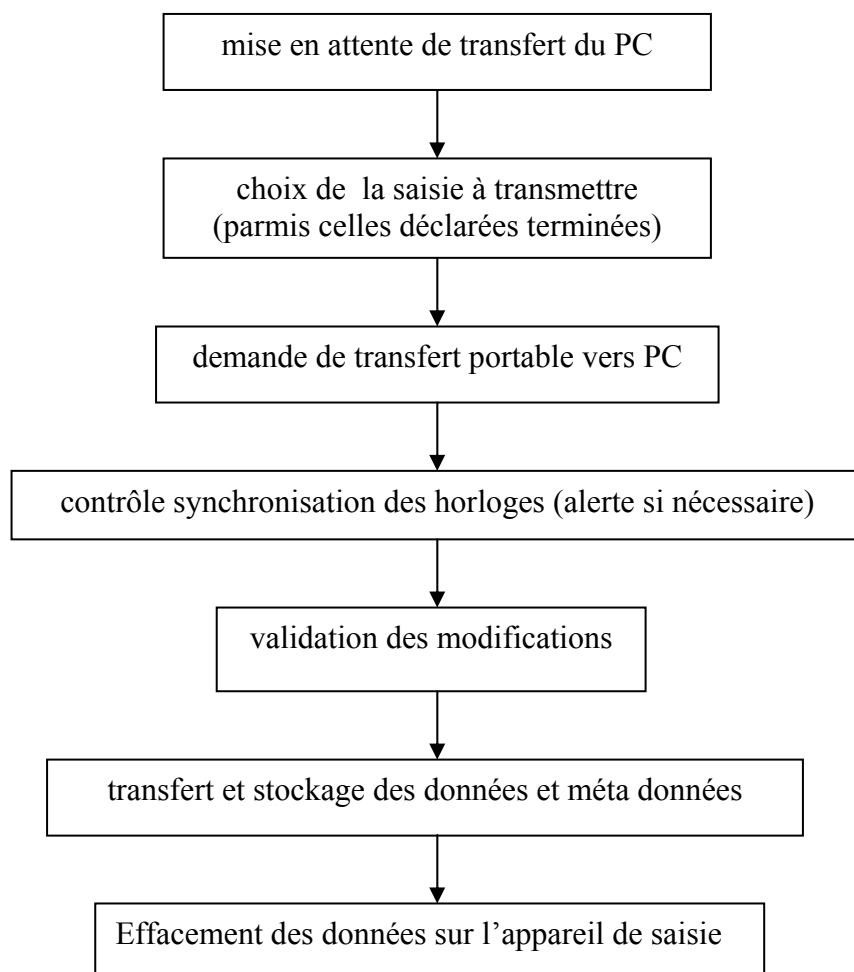 mise en attente de transfert du PC
choix de  la saisie à transmettre
(parmis celles déclarées terminées)
demande de transfert portable vers PC
contrôle synchronisation des horloges (alerte si nécessaire)
validation des modifications
transfert et stockage des données et méta données
Effacement des données sur l’appareil de saisie